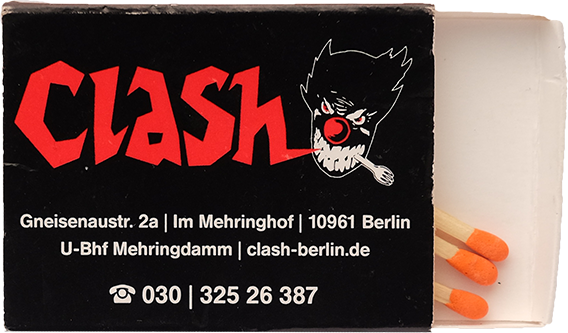 Clash
Gneisenaustr. 2a | Im Mehringhof | 10961 Berlin
U-Bhf Mehringdamm | clash-berlin.de
☎ 030 | 325 26 387